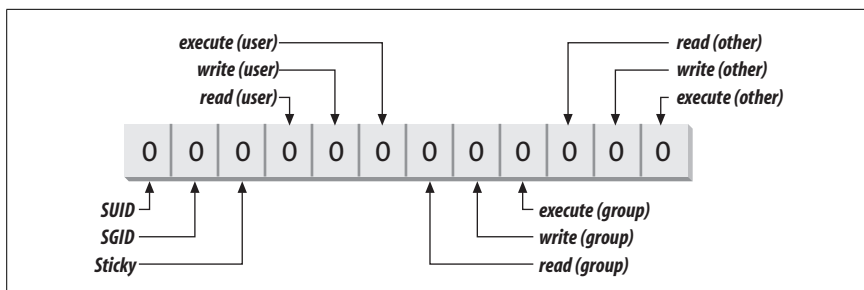 execute (user)
write (user)
read (user)
read (other)
write (other)
execute (other)
0 0 0 0 0 0 0 0 0 0 0 0
SUID
SGID
Sticky
execute (group)
write (group)
read (group)